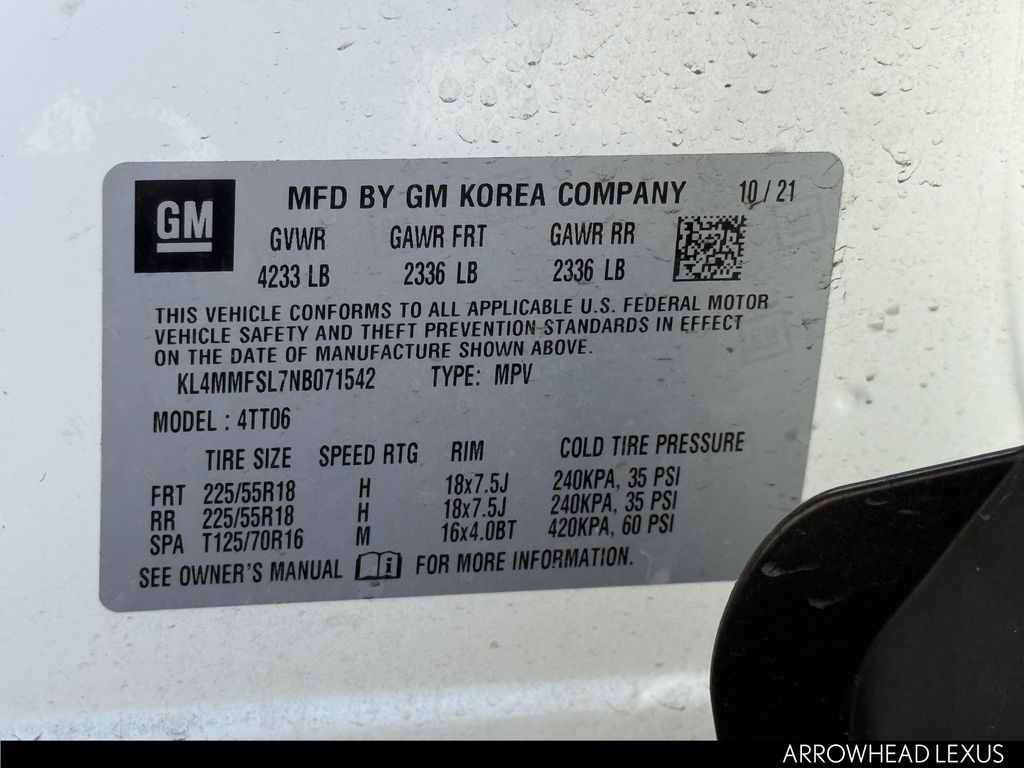 GM
MFD BY GM KOREA COMPANY 10/21
GVWR GAWR FRT GAWR RR
4233 LB 2336 LB 2336 LB
THIS VEHICLE CONFORMS TO ALL APPLICABLE U.S. FEDERAL MOTOR
VEHICLE SAFETY AND THEFT PREVENTION STANDARDS IN EFFECT
ON THE DATE OF MANUFACTURE SHOWN ABOVE.
KL4MMFSL7NB071542 TYPE: MPV
MODEL : 4TT06
TIRE SIZE SPEED RTG RIM COLD TIRE PRESSURE
FRT 225/55R18 H 18x7.5J 240KPA, 35 PSI
RR 225/55R18 H 18x7.5J 240KPA, 35 PSI
SPA T125/70R16 M 16x4.0BT 420KPA, 60 PSI
SEE OWNER'S MANUAL i FOR MORE INFORMATION.
ARROWHEAD LEXUS